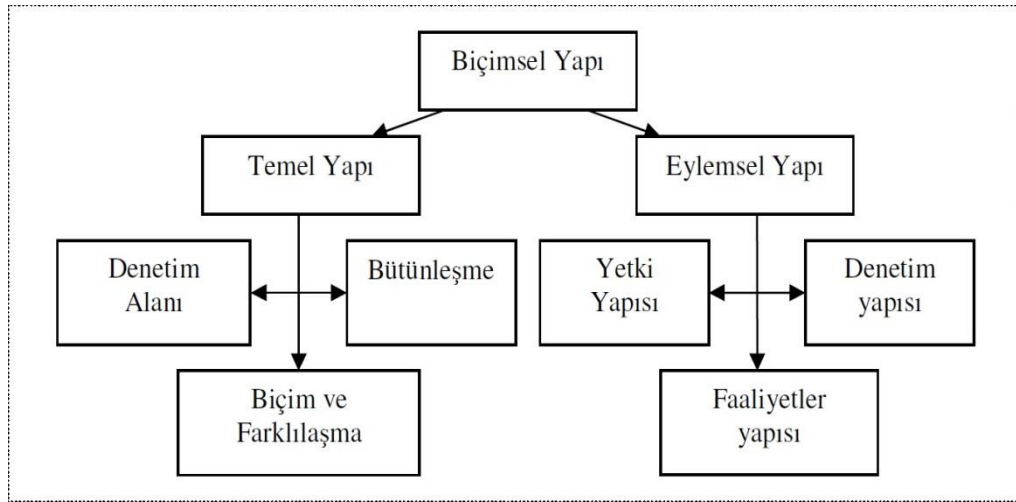 Biçimsel Yapı
Temel Yapı
Eylemsel Yapı
Denetim
Alanı
Bütünleşme
Yetki
Yapısı
Denetim
yapısı
Biçim ve
Farklılaşma
Faaliyetler
yapısı